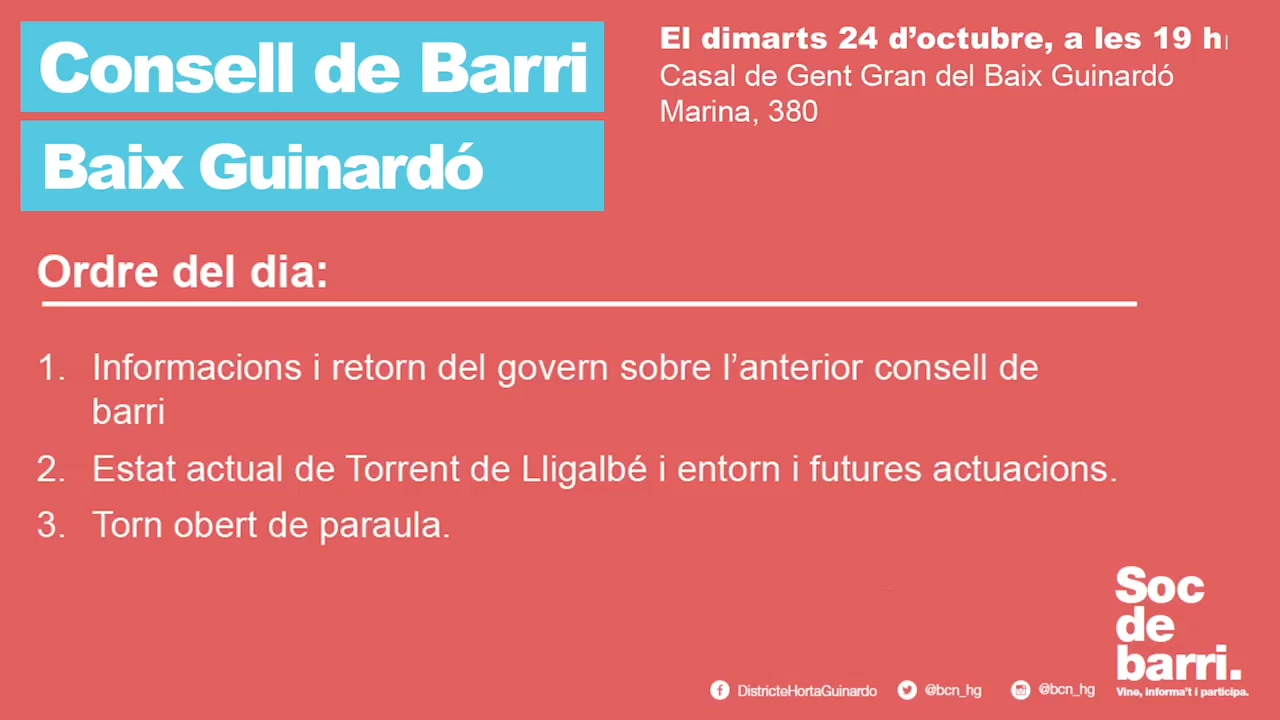 Consell de Barri
Baix Guinardó
El dimarts 24 d’octubre, a les 19 h
Casal de Gent Gran del Baix Guinardó
Marina, 380
Ordre del dia:
1. Informacions i retorn del govern sobre l’anterior consell de
barri
2. Estat actual de Torrent de Lligalbé i entorn i futures actuacions.
3. Torn obert de paraula.
Soc
de
barri.
Vine, informa’t i participa.
DistricteHortaGuinardo @bcn_hg @bcn_hg